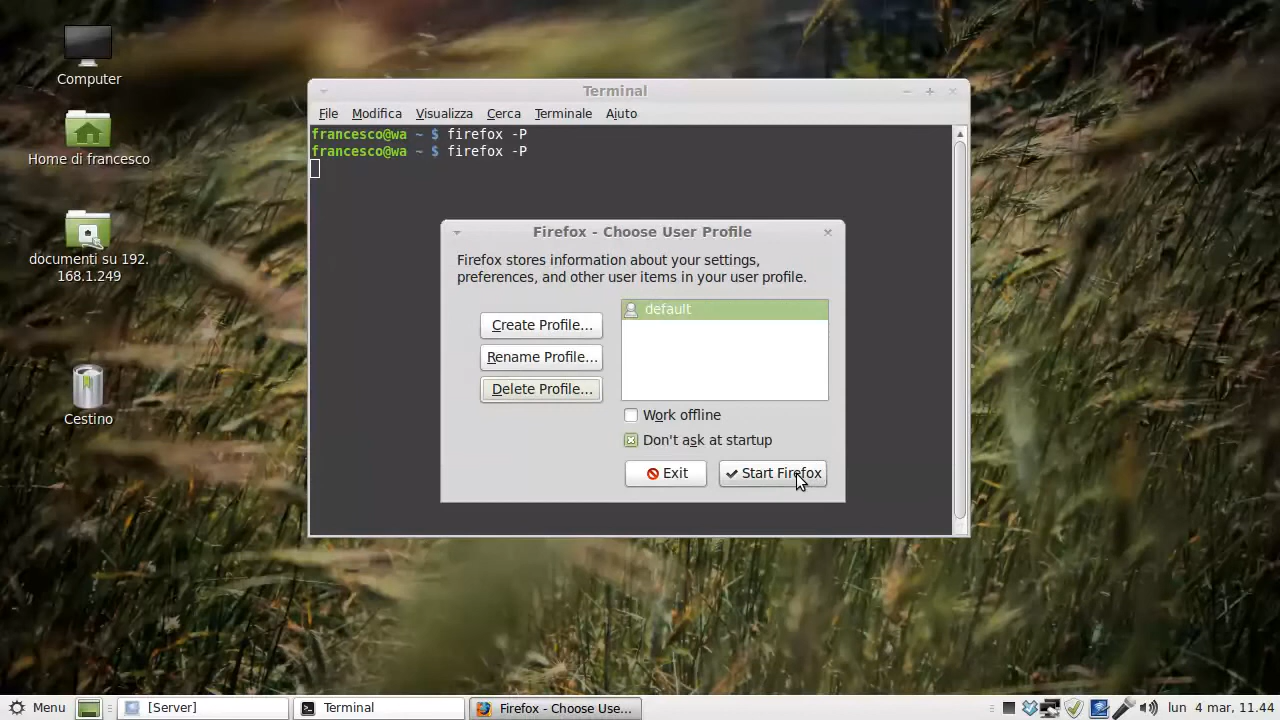 Computer
Home di francesco
documenti su 192.
168.1.249
Cestino
Terminal
File Modifica Visualizza Cerca Terminale Aiuto
francesco@wa ~ $ firefox -P
francesco@wa ~ $ firefox -P
Firefox - Choose User Profile
Firefox stores information about your settings,
preferences, and other user items in your user profile.
default
Create Profile...
Rename Profile...
Delete Profile...
Work offline
Don't ask at startup
Exit
Start Firefox
Menu
[Server]
Terminal
Firefox - Choose Use...
lun 4 mar, 11.44